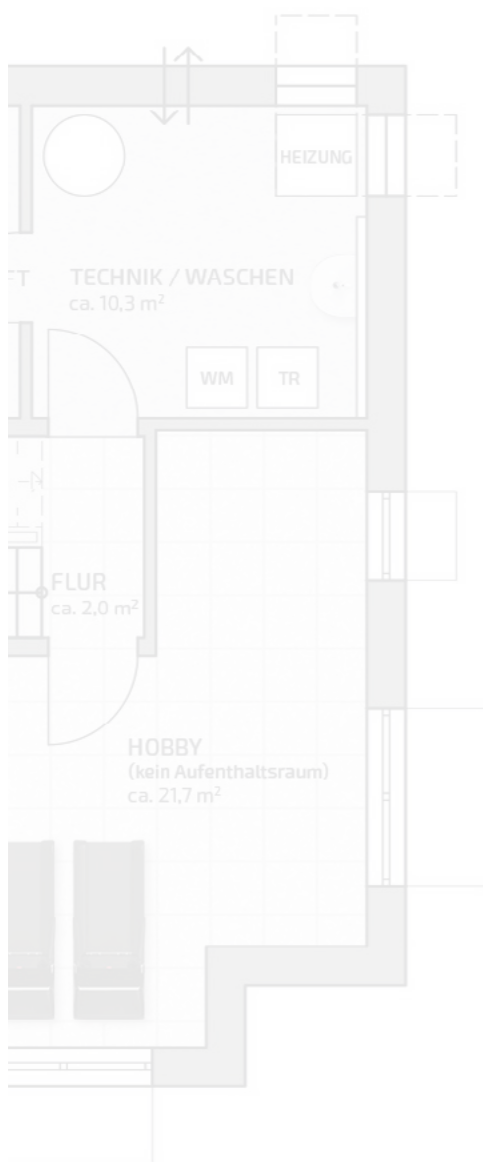 HEIZUNG
TECHNIK / WASCHEN
ca. 10,3 m²
WM
TR
FLUR
ca. 2,0 m²
HOBBY
(kein Aufenthaltsraum)
ca. 21,7 m²